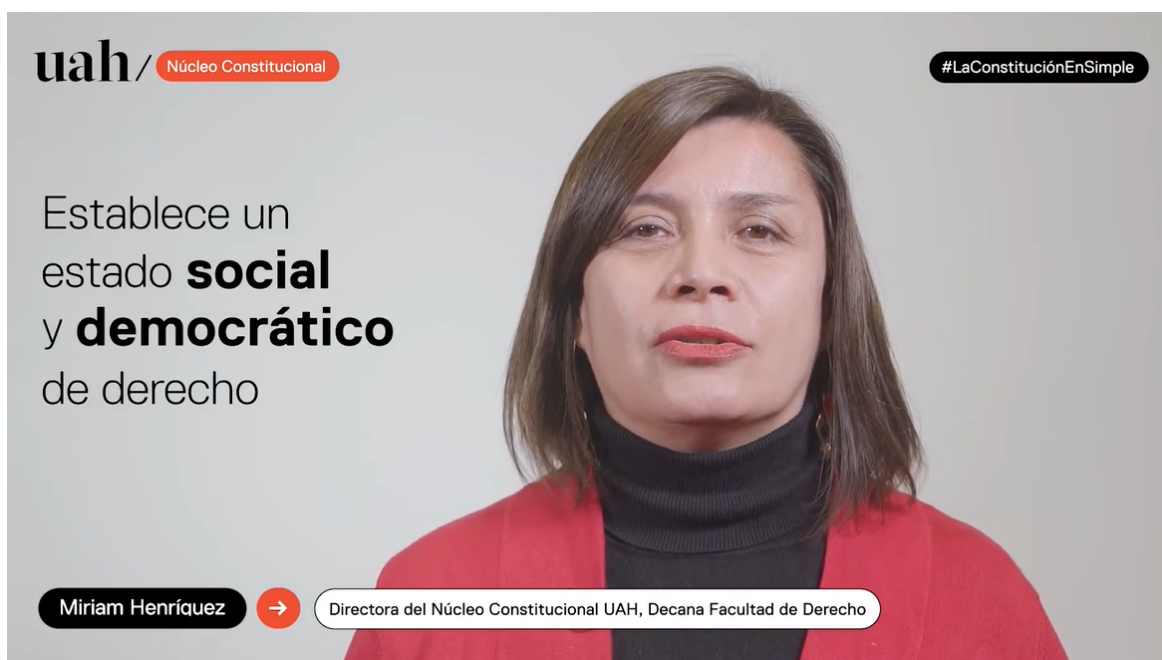 uah/ Núcleo Constitucional
#LaConstituciónEnSimple
Establece un
estado social
y democrático
de derecho
Miriam Henríquez → Directora del Núcleo Constitucional UAH, Decana Facultad de Derecho